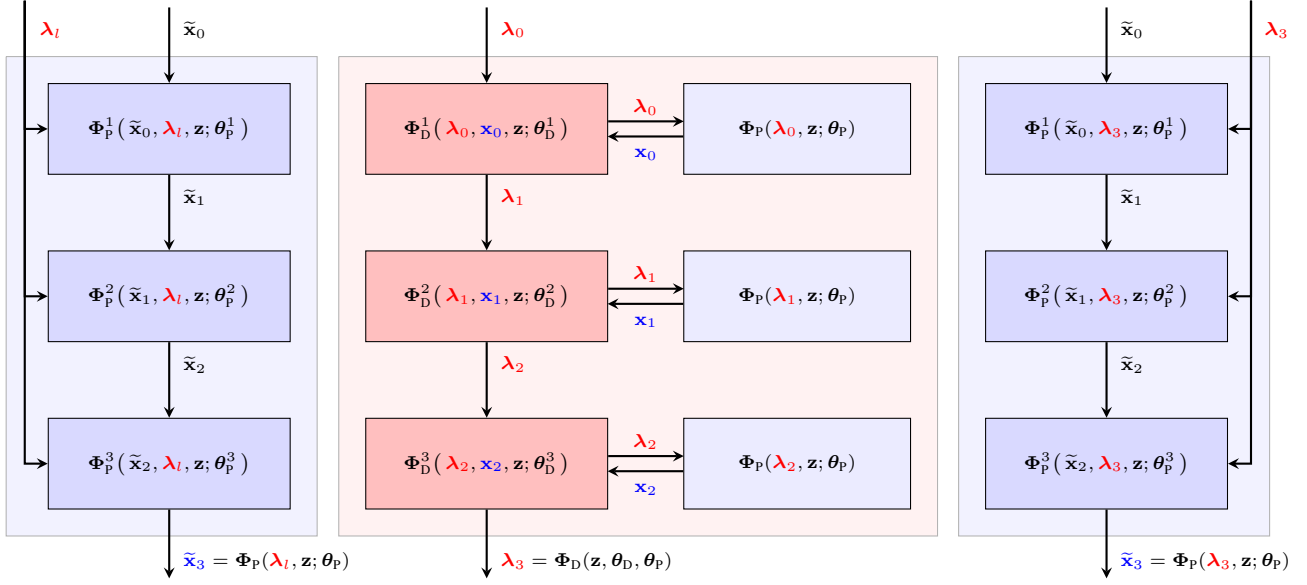 𝛌_l
x̃_0
Φ_P^1(x̃_0, 𝛌_l, z; θ_P^1)
x̃_1
Φ_P^2(x̃_1, 𝛌_l, z; θ_P^2)
x̃_2
Φ_P^3(x̃_2, 𝛌_l, z; θ_P^3)
x̃_3 = Φ_P(𝛌_l, z; θ_P)
𝛌_0
Φ_D^1(𝛌_0, x_0, z; θ_D^1)
𝛌_0
x_0
Φ_P(𝛌_0, z; θ_P)
𝛌_1
Φ_D^2(𝛌_1, x_1, z; θ_D^2)
𝛌_1
x_1
Φ_P(𝛌_1, z; θ_P)
𝛌_2
Φ_D^3(𝛌_2, x_2, z; θ_D^3)
𝛌_2
x_2
Φ_P(𝛌_2, z; θ_P)
𝛌_3 = Φ_D(z, θ_D, θ_P)
x̃_0
𝛌_3
Φ_P^1(x̃_0, 𝛌_3, z; θ_P^1)
x̃_1
Φ_P^2(x̃_1, 𝛌_3, z; θ_P^2)
x̃_2
Φ_P^3(x̃_2, 𝛌_3, z; θ_P^3)
x̃_3 = Φ_P(𝛌_3, z; θ_P)